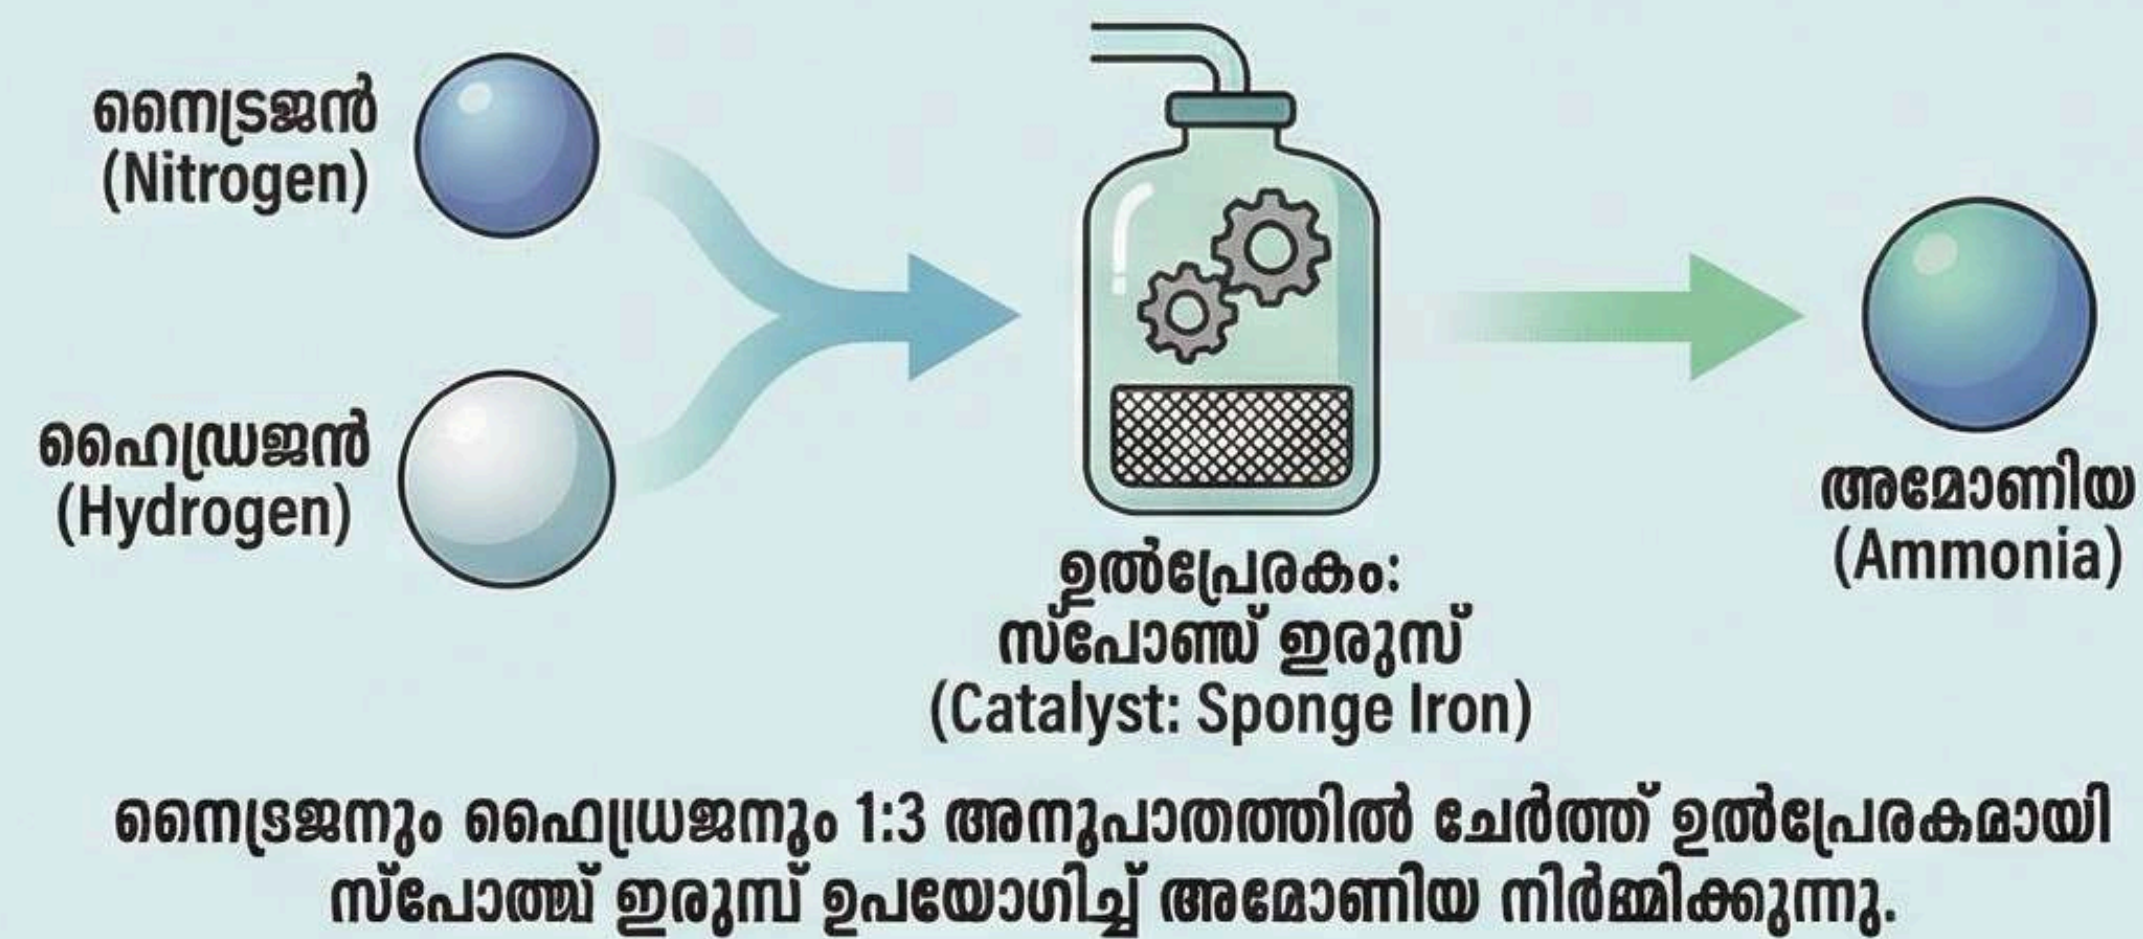 നൈട്രജൻ
(Nitrogen)
ഹൈഡ്രജൻ
(Hydrogen)
ഉൽപ്രേരകം:
സ്പോഞ്ച് ഇരുസ്
(Catalyst: Sponge Iron)
അമോണിയ
(Ammonia)
നൈട്രജനും ഫൈഡ്രജനും 1:3 അനുപാതത്തിൽ ചേർത്ത് ഉൽപ്രേരകമായി
ഇരുമ്പ് ഉപയോഗിച്ച് അമോണിയ നിർമ്മിക്കുന്നു.